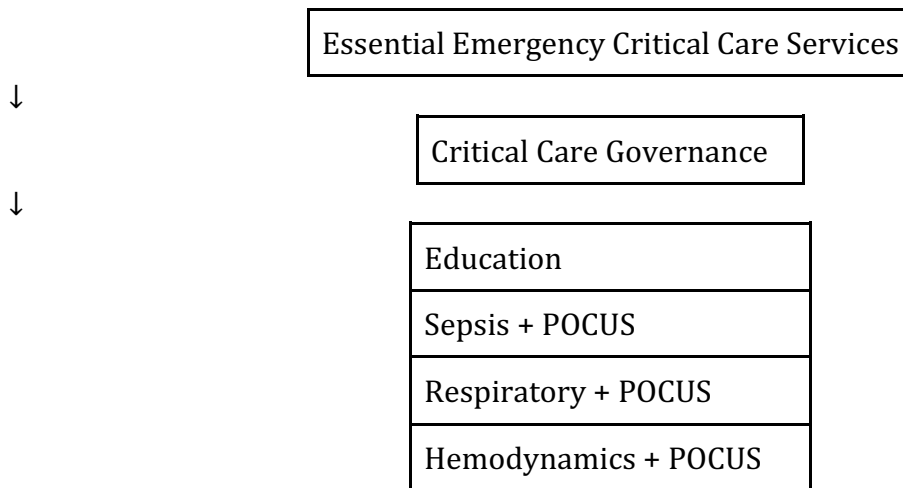 Essential Emergency Critical Care Services
↓
Critical Care Governance
↓
Education
Sepsis + POCUS
Respiratory + POCUS
Hemodynamics + POCUS